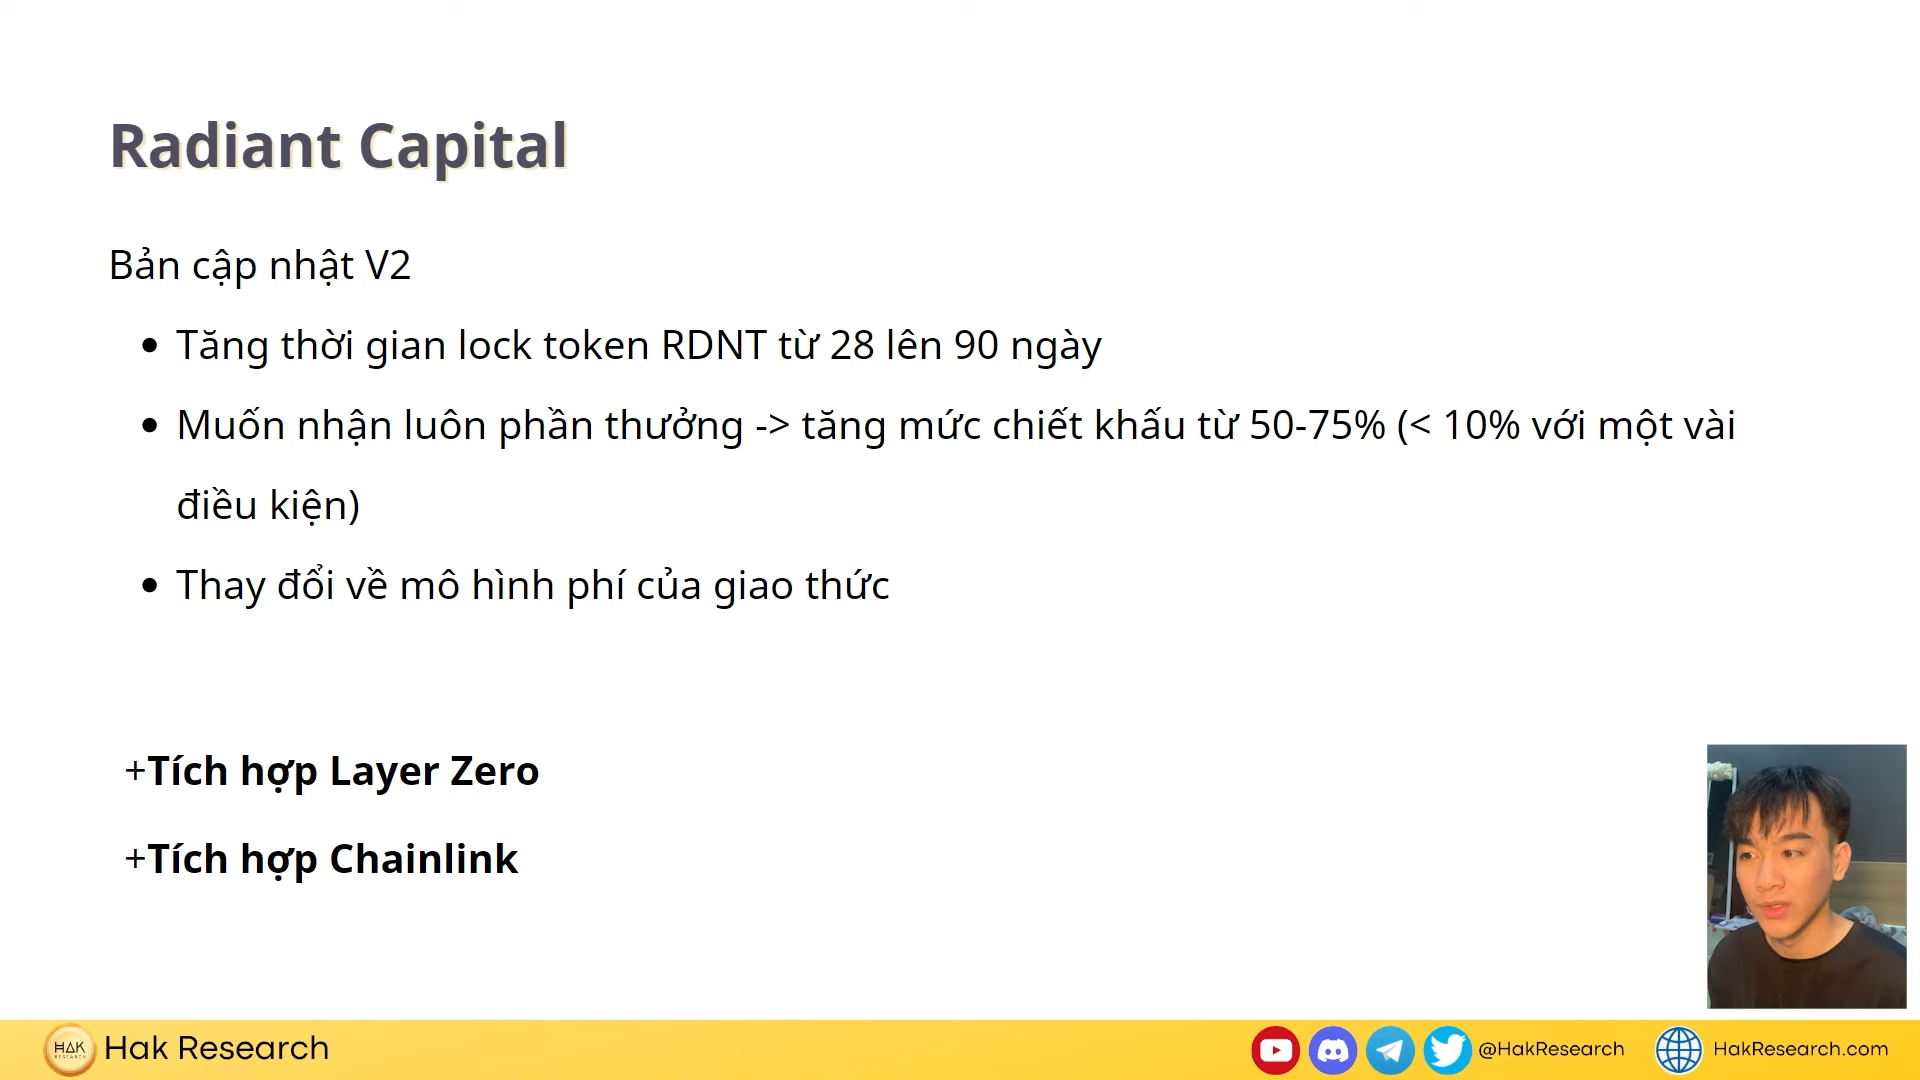 Radiant Capital
Bản cập nhật V2
• Tăng thời gian lock token RDNT từ 28 lên 90 ngày
• Muốn nhận luôn phần thưởng -> tăng mức chiết khấu từ 50-75% (< 10% với một vài
điều kiện)
• Thay đổi về mô hình phí của giao thức
+Tích hợp Layer Zero
+Tích hợp Chainlink
HAK
RESEARCH
Hak Research
@HakResearch
HakResearch.com